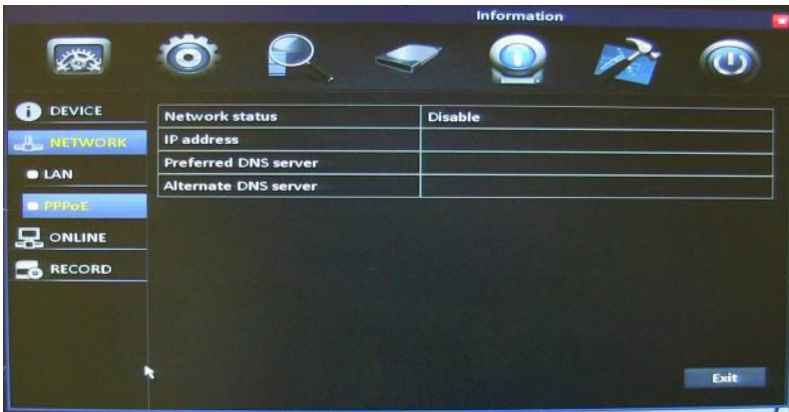 Information
DEVICE
NETWORK
LAN
PPPoE
ONLINE
RECORD
Network status Disable
IP address
Preferred DNS server
Alternate DNS server
Exit